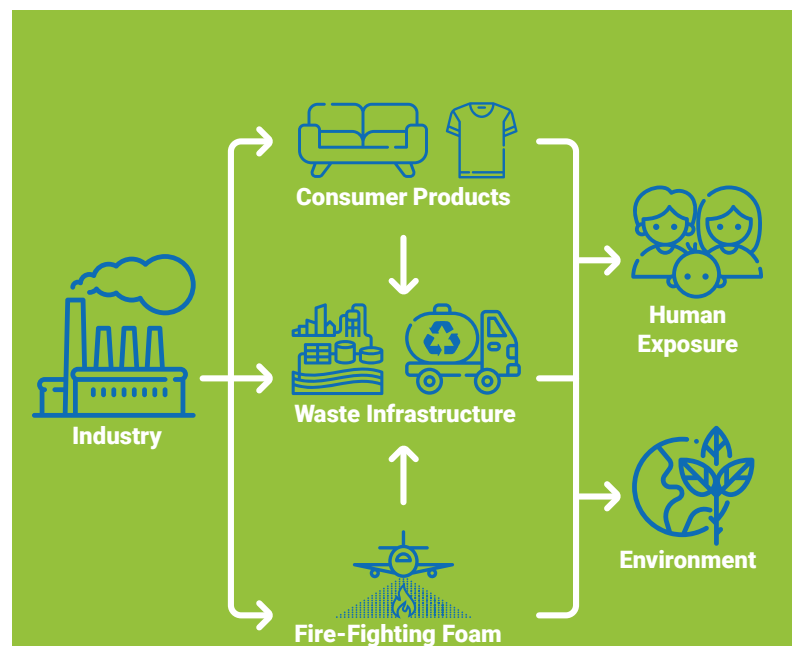 Consumer Products
Human
Exposure
Waste Infrastructure
Industry
Environment
Fire-Fighting Foam